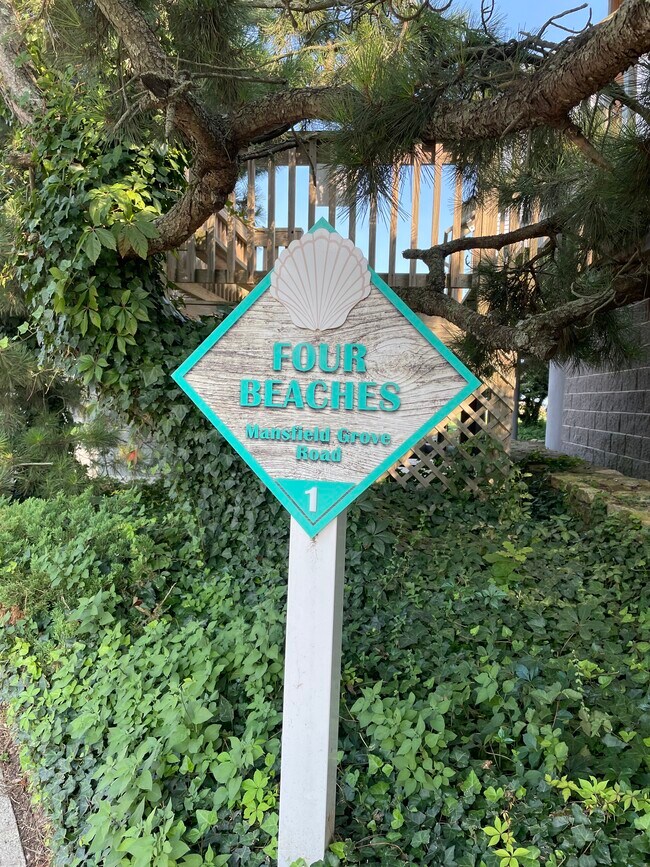 FOUR
BEACHES
Mansfield Grove
Road
1